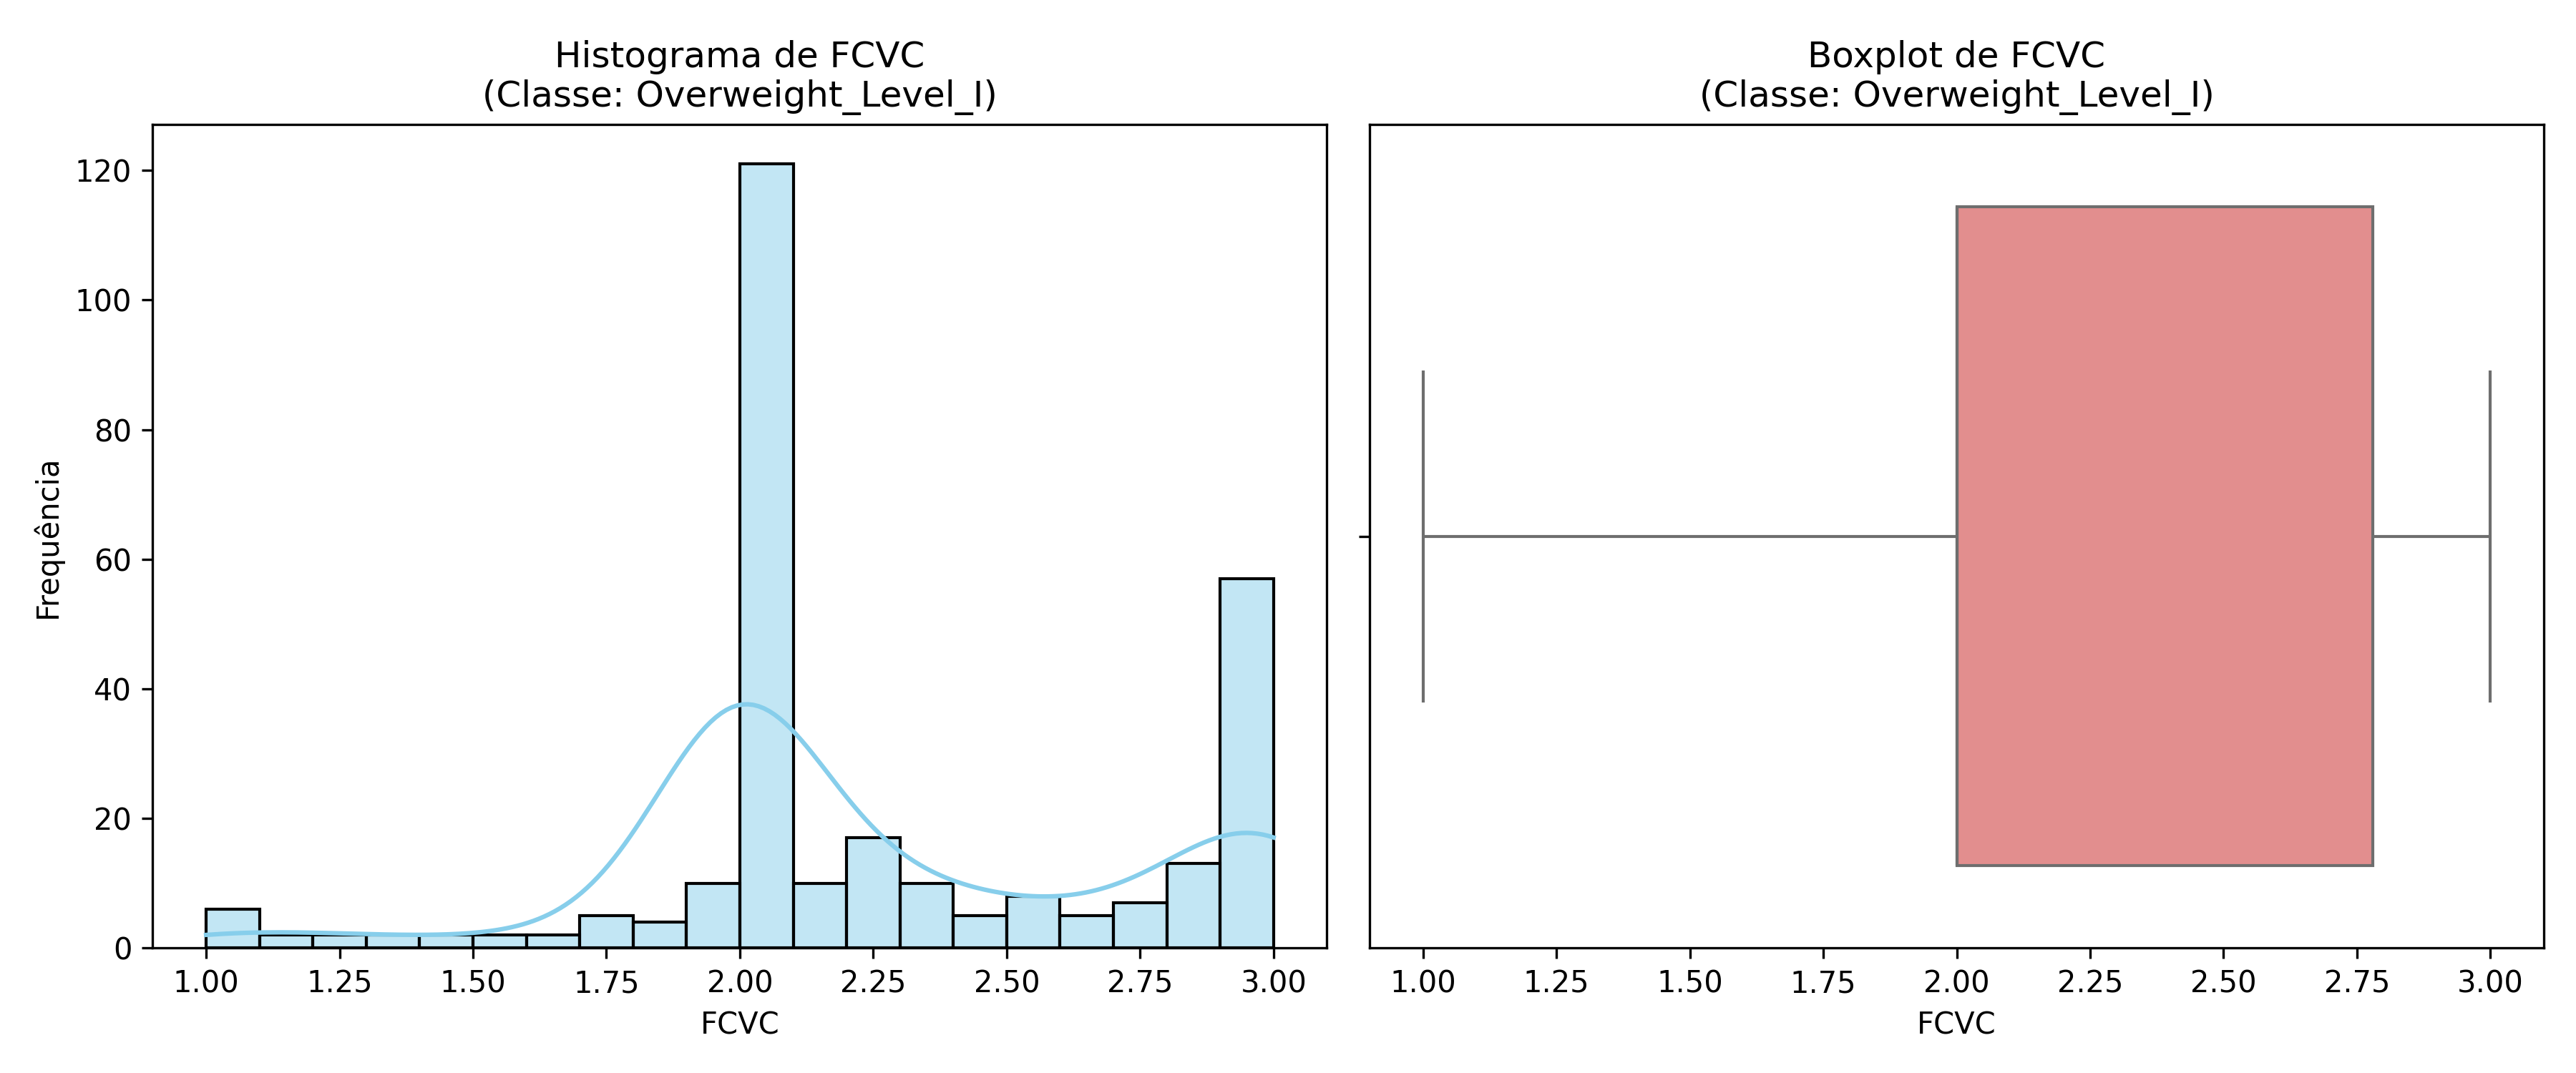 Histograma de FCVC
(Classe: Overweight_Level_I)
Frequência
120
100
80
60
40
20
0
1.00 1.25 1.50 1.75 2.00 2.25 2.50 2.75 3.00
FCVC
Boxplot de FCVC
(Classe: Overweight_Level_I)
1.00 1.25 1.50 1.75 2.00 2.25 2.50 2.75 3.00
FCVC